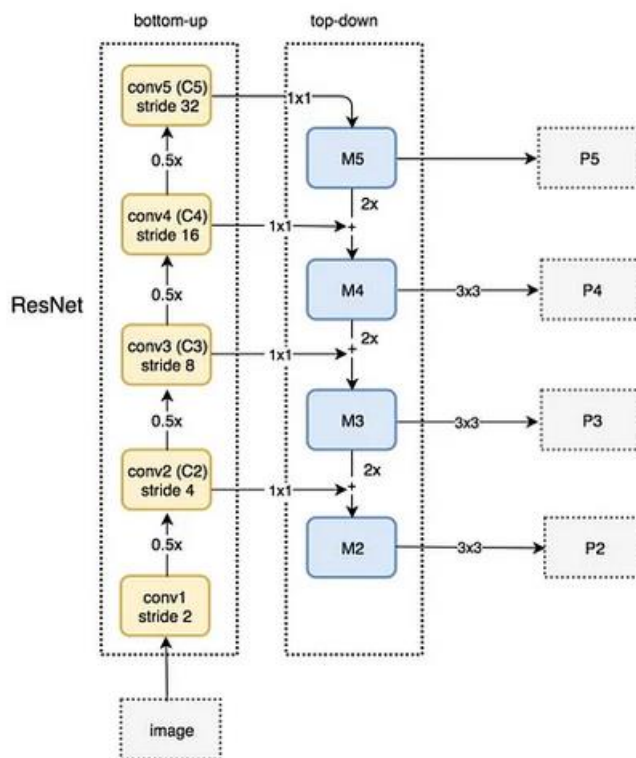 bottom-up
top-down
conv5 (C5)
stride 32
1x1
M5
P5
0.5x
2x
conv4 (C4)
stride 16
1x1
+
M4
3x3
P4
ResNet
0.5x
2x
conv3 (C3)
stride 8
1x1
+
M3
3x3
P3
0.5x
2x
conv2 (C2)
stride 4
1x1
+
M2
3x3
P2
0.5x
conv1
stride 2
image